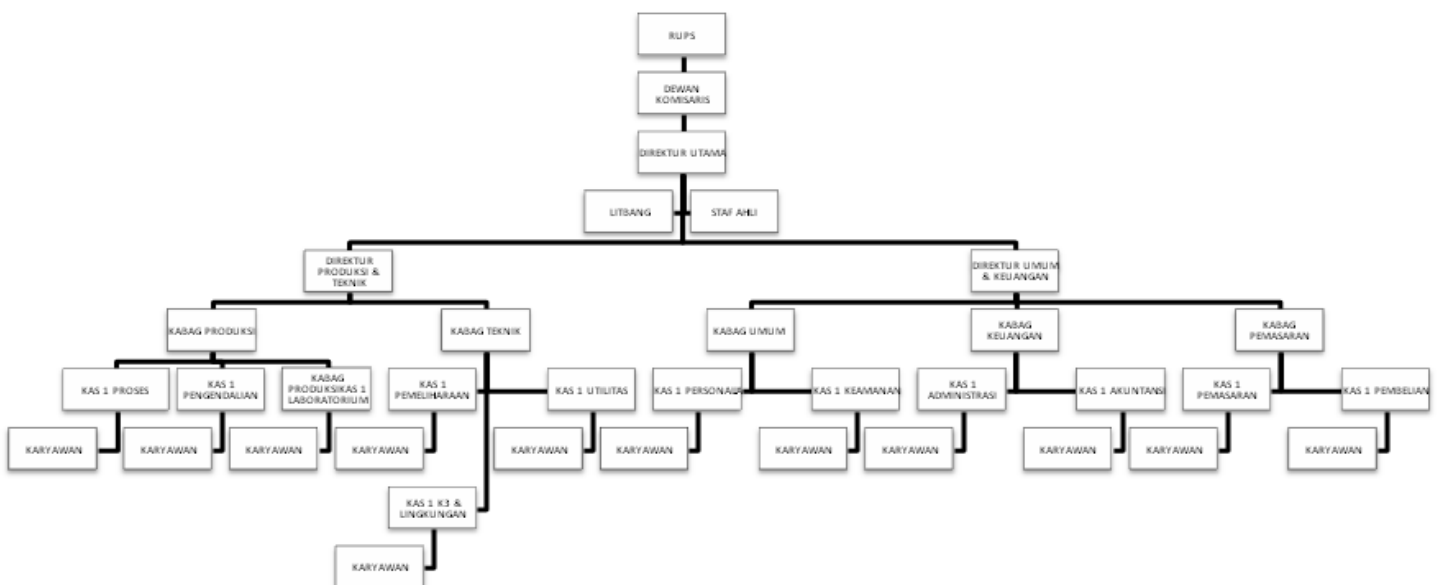 RUPS
DEWAN
KOMISARIS
DIREKTUR UTAMA
LITBANG
STAF AHLI
DIREKTUR
PRODUKSI &
TEKNIK
DIREKTUR UMUM
& KEUANGAN
KABAG PRODUKSI
KABAG TEKNIK
KABAG UMUM
KABAG
KEUANGAN
KABAG
PEMASARAN
KAS 1 PROSES
KAS 1
PENGENDALIAN
KABAG
PRODUKSIKAS 1
LABORATORIUM
KAS 1
PEMELIHARAAN
KAS 1 UTILITAS
KAS 1 PERSONALIA
KAS 1 KEAMANAN
KAS 1
ADMINISTRASI
KAS 1 AKUNTANSI
KAS 1
PEMASARAN
KAS 1 PEMBELIAN
KARYAWAN
KARYAWAN
KARYAWAN
KARYAWAN
KARYAWAN
KARYAWAN
KARYAWAN
KARYAWAN
KARYAWAN
KARYAWAN
KARYAWAN
KAS 1 K3 &
LINGKUNGAN
KARYAWAN